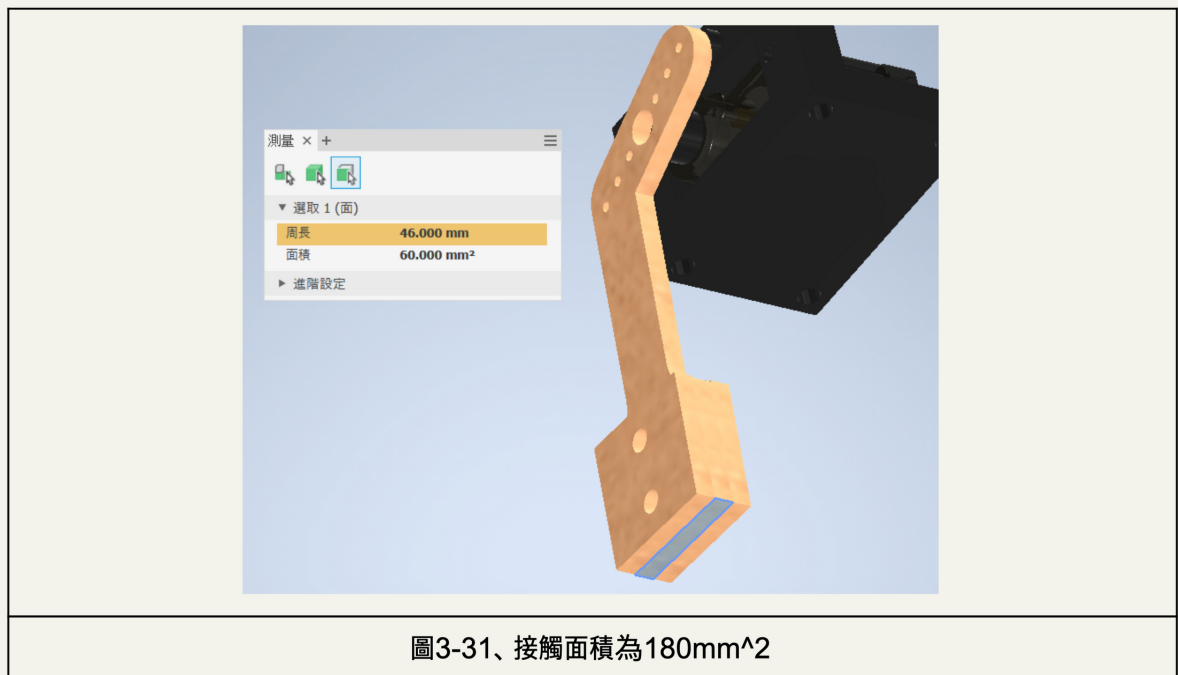 測量 × +
▼ 選取 1 (面)
周長 46.000 mm
面積 60.000 mm²
▶ 進階設定
圖3-31、接觸面積為180mm^2